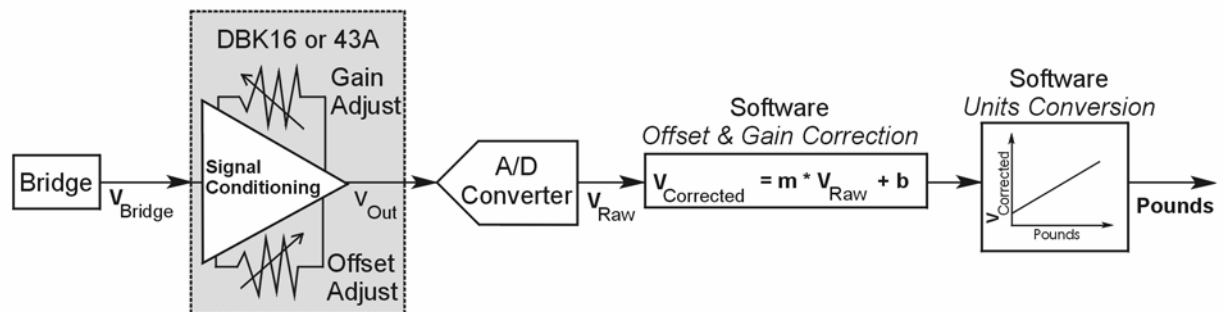 DBK16 or 43A
Gain
Adjust
Signal
Conditioning
Offset
Adjust
Bridge
VBridge
VOut
A/D
Converter
VRaw
Software
Offset & Gain Correction
VCorrected = m * VRaw + b
Software
Units Conversion
VCorrected
Pounds
Pounds